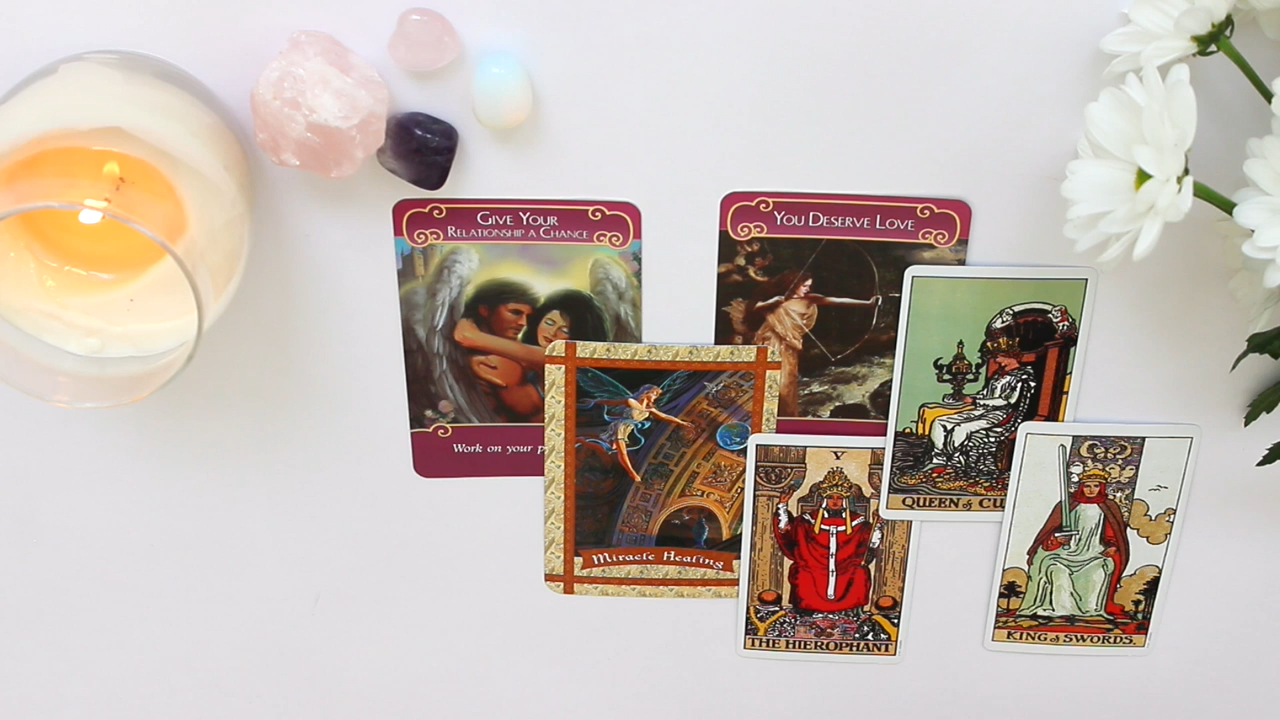 GIVE YOUR
RELATIONSHIP A CHANCE
Work on your
YOU DESERVE LOVE
Miracle Healing
V
THE HIEROPHANT
QUEEN of CU
KING of SWORDS.